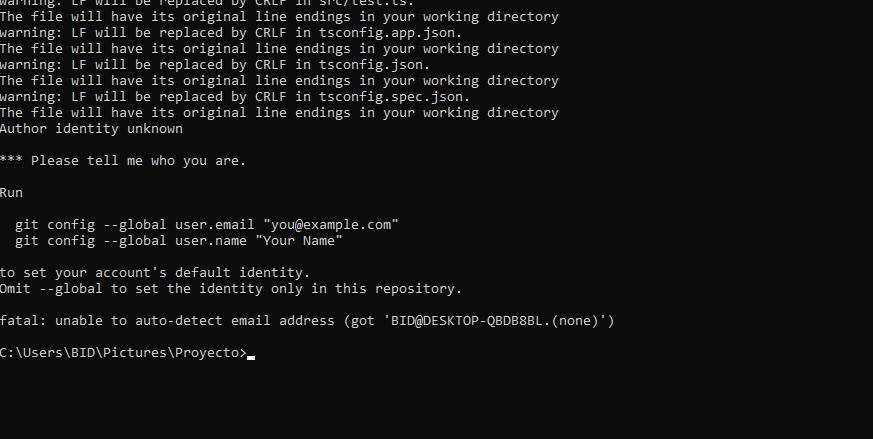 warning: LF will be replaced by CRLF in src/test.ts.
The file will have its original line endings in your working directory
warning: LF will be replaced by CRLF in tsconfig.app.json.
The file will have its original line endings in your working directory
warning: LF will be replaced by CRLF in tsconfig.json.
The file will have its original line endings in your working directory
warning: LF will be replaced by CRLF in tsconfig.spec.json.
The file will have its original line endings in your working directory
Author identity unknown
*** Please tell me who you are.
Run
git config --global user.email "you@example.com"
git config --global user.name "Your Name"
to set your account's default identity.
Omit --global to set the identity only in this repository.
fatal: unable to auto-detect email address (got 'BID@DESKTOP-QBDB8BL.(none)')
C:\Users\BID\Pictures\Proyecto>